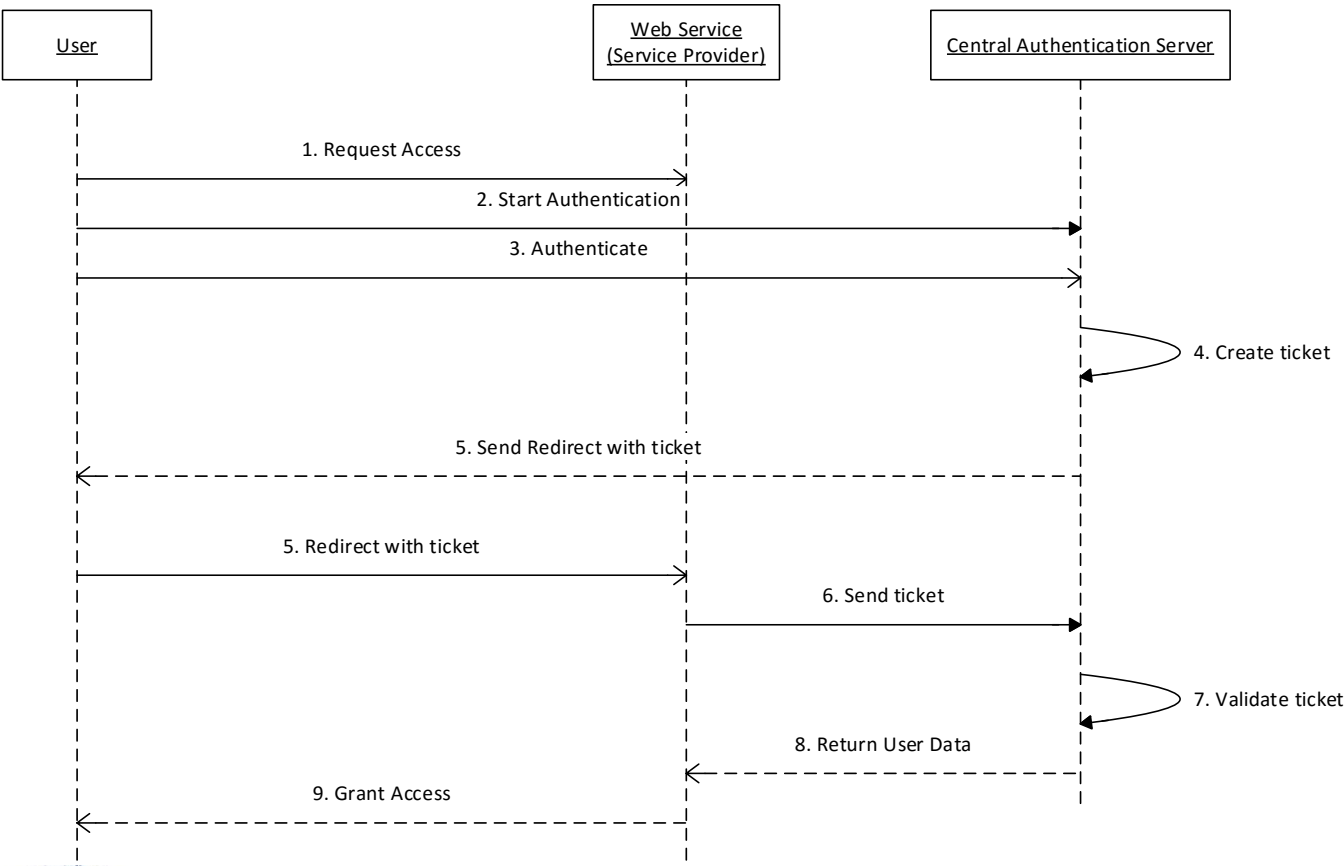 User
Web Service
(Service Provider)
Central Authentication Server
1. Request Access
2. Start Authentication
3. Authenticate
4. Create ticket
5. Send Redirect with ticket
5. Redirect with ticket
6. Send ticket
7. Validate ticket
8. Return User Data
9. Grant Access